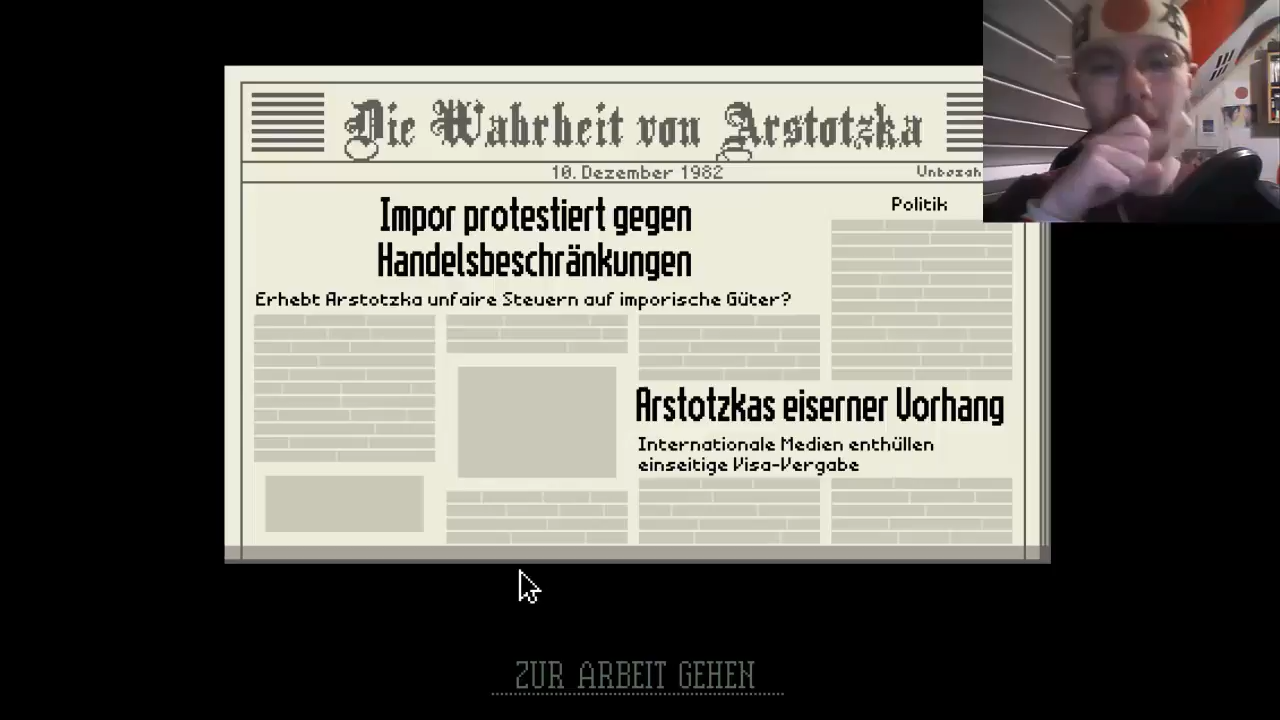 Die Wahrheit von Arstotzka
10. Dezember 1982
Impor protestiert gegen
Handelsbeschränkungen
Erhebt Arstotzka unfaire Steuern auf imporische Güter?
Politik
Arstotzkas eiserner Vorhang
Internationale Medien enthüllen
einseitige Visa-Vergabe
ZUR ARBEIT GEHEN